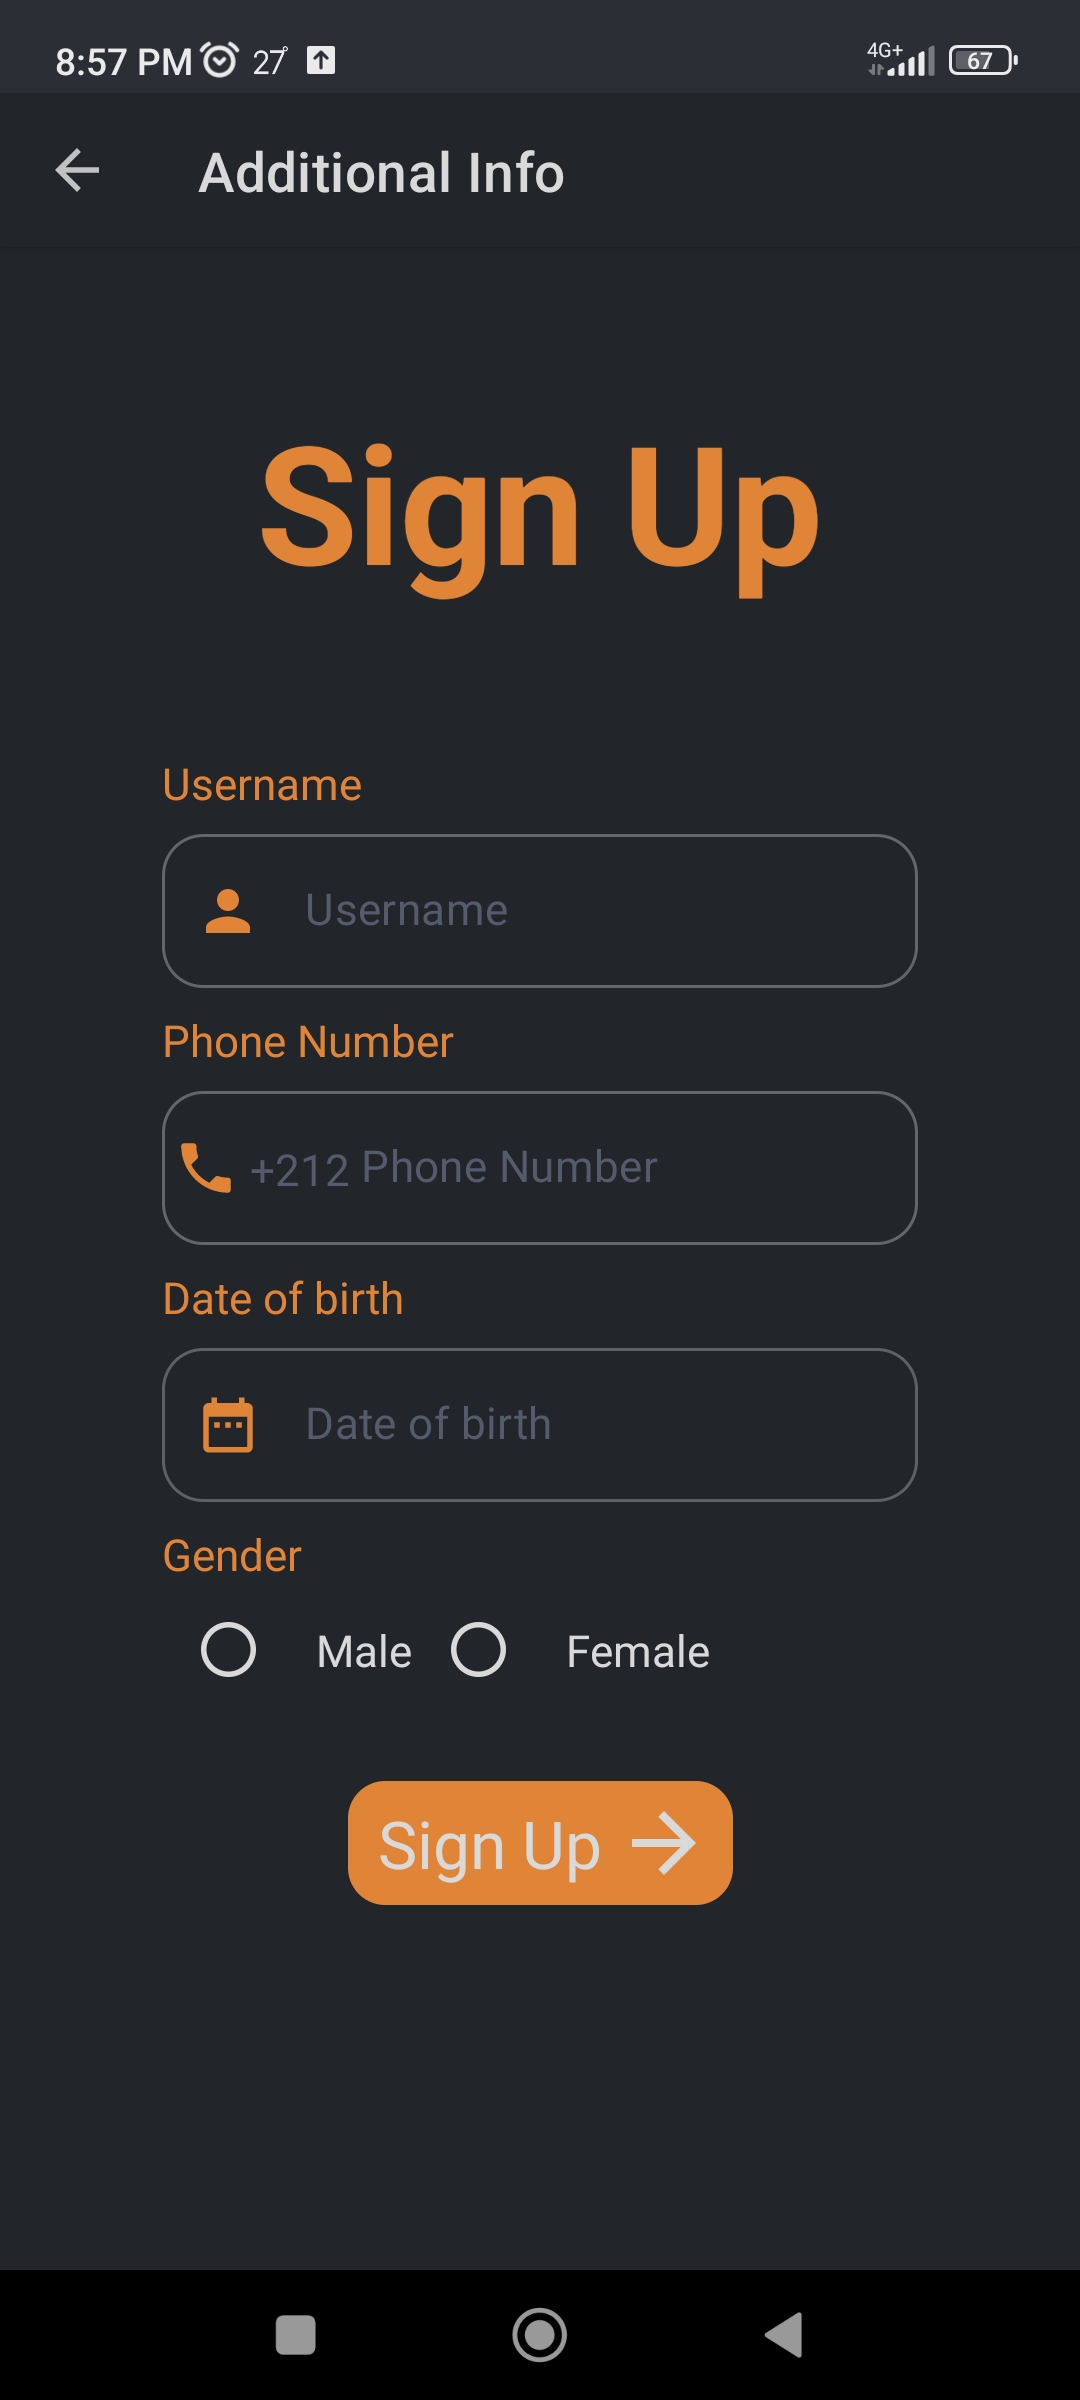 8:57 PM 27° 4G+ 67
Additional Info
Sign Up
Username
Username
Phone Number
+212 Phone Number
Date of birth
Date of birth
Gender
Male Female
Sign Up